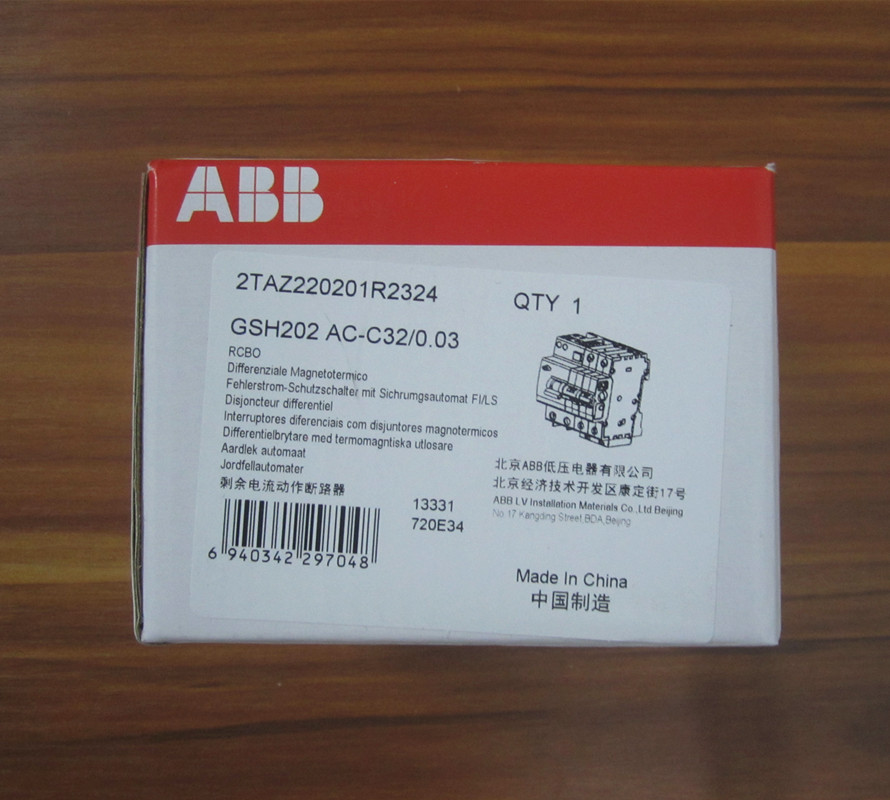 ABB
2TAZ220201R2324
QTY 1
GSH202 AC-C32/0.03
RCBO
Differenziale Magnetotermico
Fehlerstrom-Schutzschalter mit Sichrumgsautomat FI/LS
Disjoncteur differentiel
Interruptores diferenciais com disjuntores magnotermicos
Differentielbrytare med termomagntiska utlosare
Aardlek automaat
Jordfellautomater
剩余电流动作断路器
13331
720E34
6 940342 297048
北京ABB低压电器有限公司
北京经济技术开发区康定街17号
ABB LV Installation Materials Co.,Ltd Beijing
No.17 Kangding Street,BDA,Beijing
Made In China
中国制造